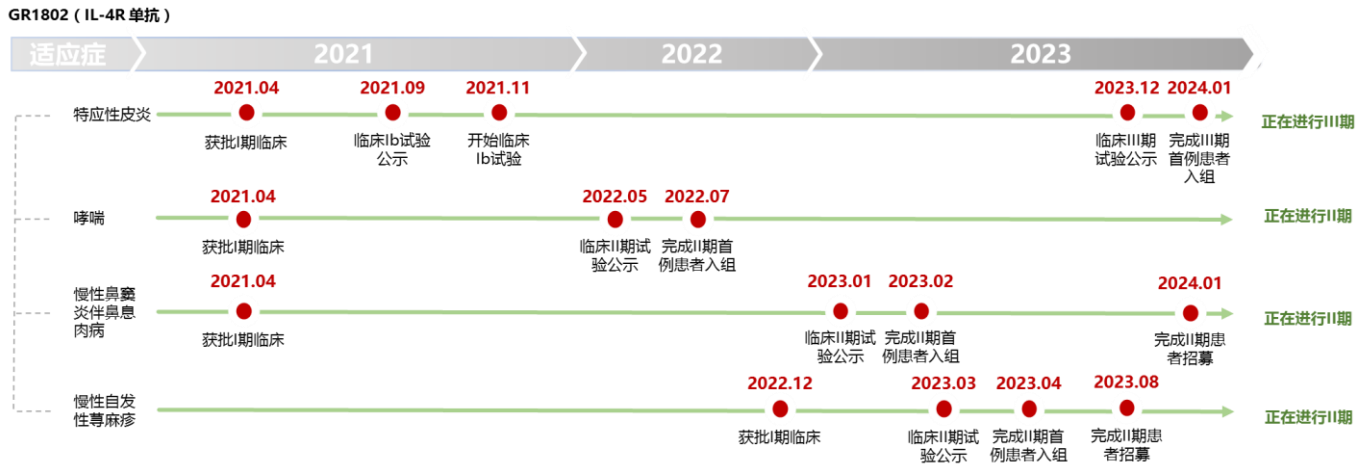 GR1802（IL-4R 单抗）
适应症 2021 2022 2023
2021.04 2021.09 2021.11 2023.12 2024.01
特应性皮炎
获批I期临床
临床Ib试验
公示
开始临床
Ib试验
临床III期
试验公示
完成III期
首例患者
入组
正在进行III期
2021.04 2022.05 2022.07
哮喘
获批I期临床
临床II期试
验公示
完成II期首
例患者入组
正在进行II期
2021.04 2023.01 2023.02 2024.01
慢性鼻窦
炎伴鼻息
肉病
获批I期临床
临床II期试
验公示
完成II期首
例患者入组
完成II期患
者招募
正在进行II期
2022.12 2023.03 2023.04 2023.08
慢性自发
性荨麻疹
获批I期临床
临床II期试
验公示
完成II期首
例患者入组
完成II期患
者招募
正在进行II期